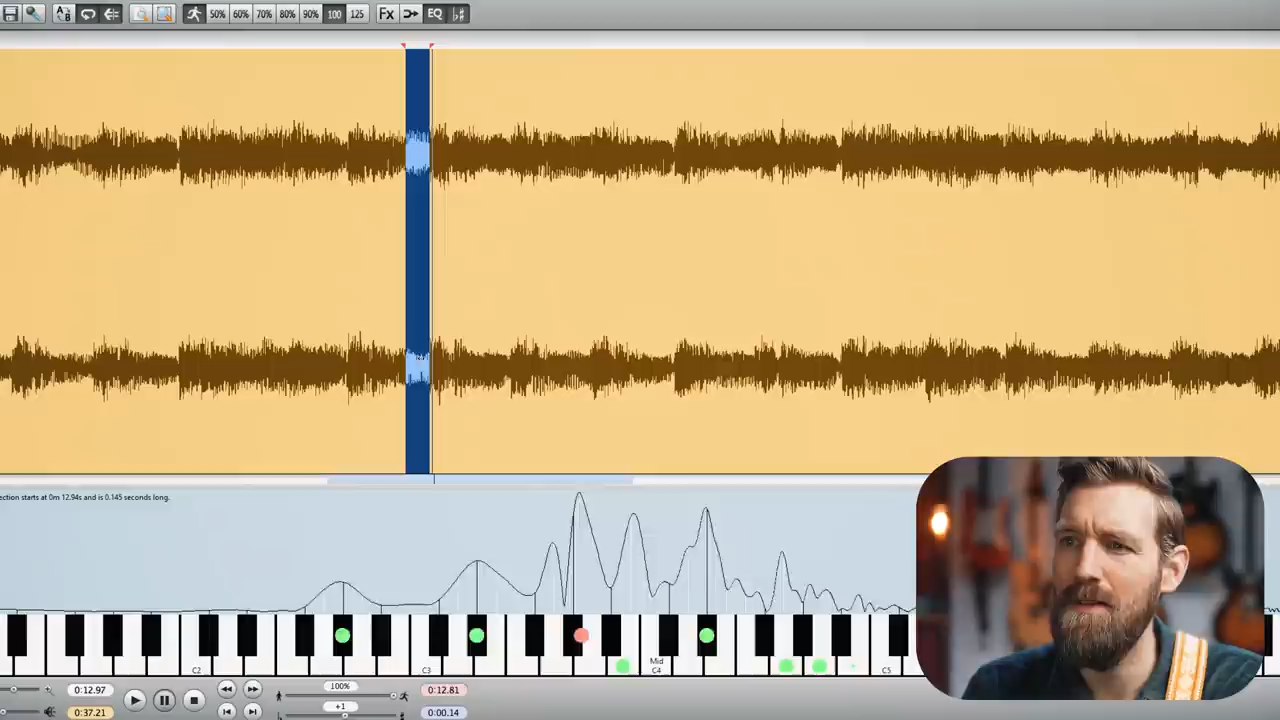 A
B
50% 60% 70% 80% 90% 100 125 Fx EQ
ection starts at 0m 12.94s and is 0.145 seconds long.
C2 C3 Mid C4 C5
0:12.97 100% 0:12.81
0:37.21 +1 0:00.14